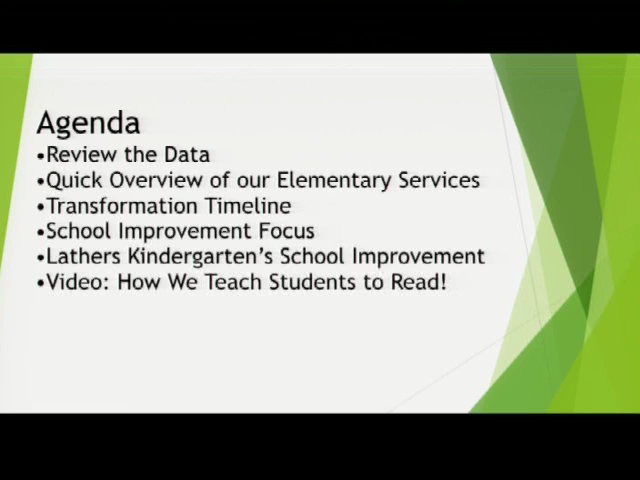 Agenda
•Review the Data
•Quick Overview of our Elementary Services
•Transformation Timeline
•School Improvement Focus
•Lathers Kindergarten’s School Improvement
•Video: How We Teach Students to Read!